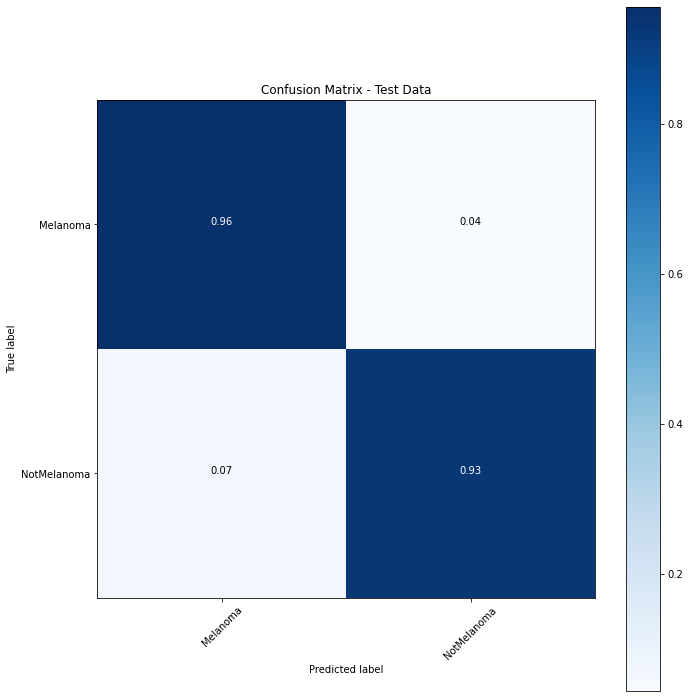 Confusion Matrix - Test Data
Melanoma
0.96
0.04
NotMelanoma
0.07
0.93
True label
Melanoma
NotMelanoma
Predicted label
0.8
0.6
0.4
0.2